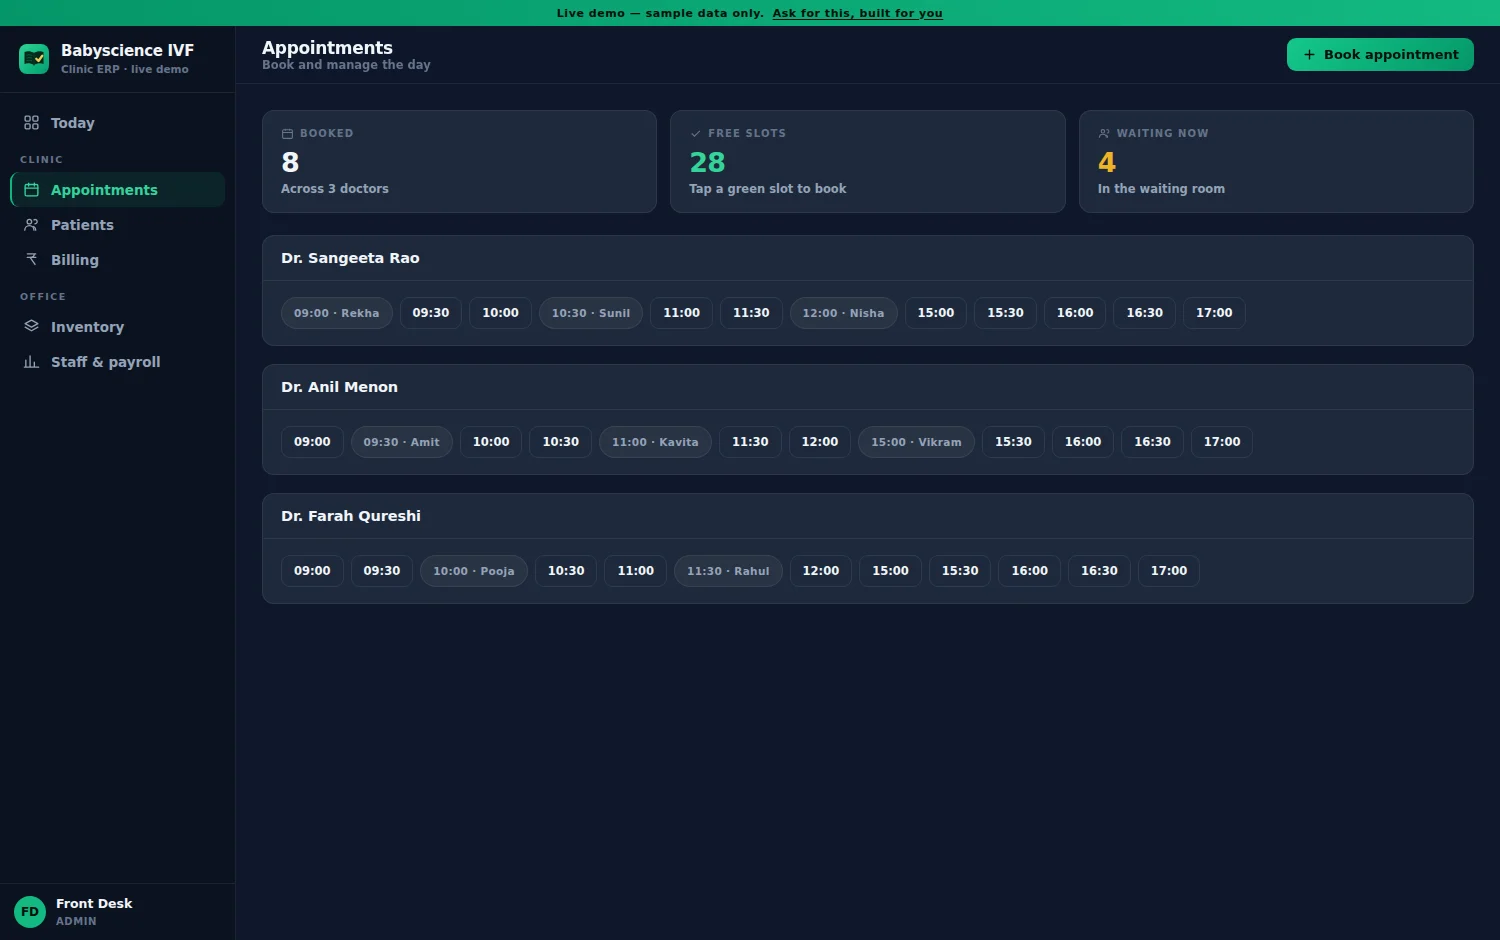 Live demo — sample data only. Ask for this, built for you
Babyscience IVF
Clinic ERP · live demo
Today
CLINIC
Appointments
Patients
Billing
OFFICE
Inventory
Staff & payroll
FD
Front Desk
ADMIN
Appointments
Book and manage the day
+ Book appointment
BOOKED
8
Across 3 doctors
FREE SLOTS
28
Tap a green slot to book
WAITING NOW
4
In the waiting room
Dr. Sangeeta Rao
09:00 · Rekha 09:30 10:00 10:30 · Sunil 11:00 11:30 12:00 · Nisha 15:00 15:30 16:00 16:30 17:00
Dr. Anil Menon
09:00 09:30 · Amit 10:00 10:30 11:00 · Kavita 11:30 12:00 15:00 · Vikram 15:30 16:00 16:30 17:00
Dr. Farah Qureshi
09:00 09:30 10:00 · Pooja 10:30 11:00 11:30 · Rahul 12:00 15:00 15:30 16:00 16:30 17:00